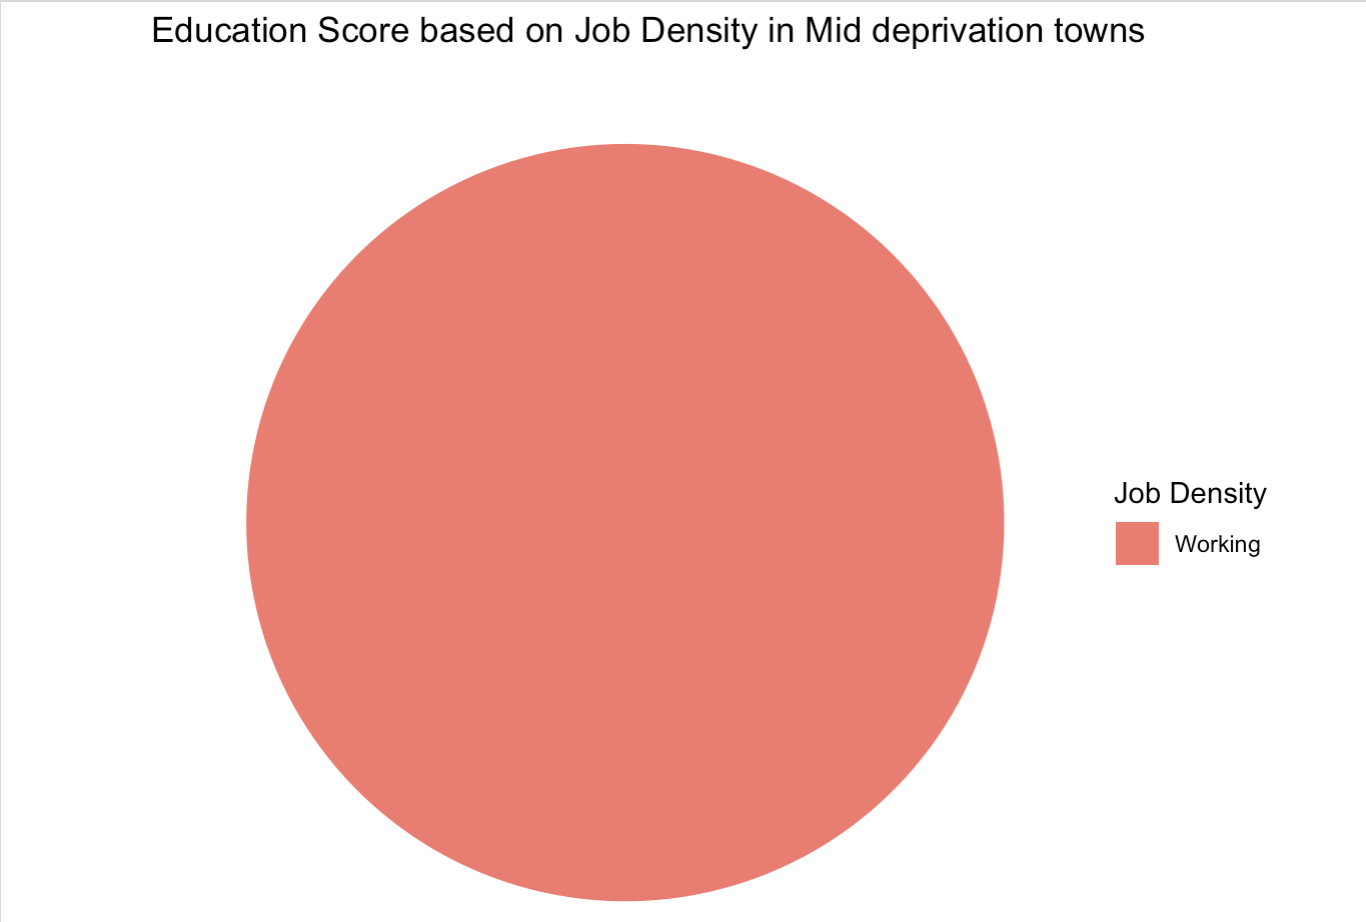 Education Score based on Job Density in Mid deprivation towns
Job Density
Working